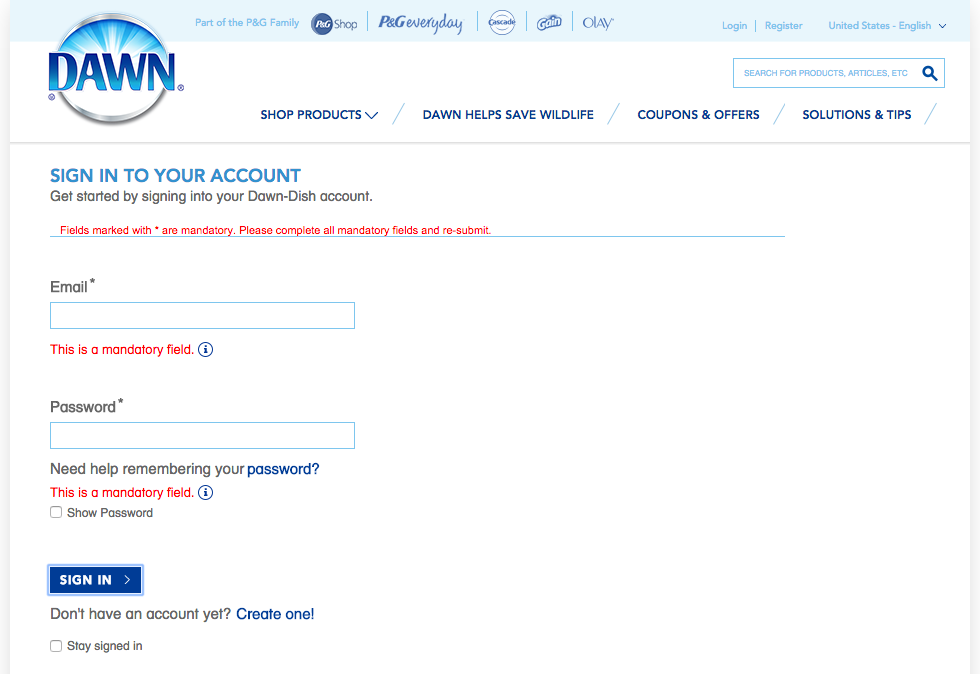 Part of the P&G Family P&G Shop P&G everyday Cascade Gain OLAY
Login Register United States - English
DAWN
SEARCH FOR PRODUCTS, ARTICLES, ETC
SHOP PRODUCTS DAWN HELPS SAVE WILDLIFE COUPONS & OFFERS SOLUTIONS & TIPS
SIGN IN TO YOUR ACCOUNT
Get started by signing into your Dawn-Dish account.
Fields marked with * are mandatory. Please complete all mandatory fields and re-submit.
Email*
This is a mandatory field.
Password*
Need help remembering your password?
This is a mandatory field.
Show Password
SIGN IN >
Don't have an account yet? Create one!
Stay signed in